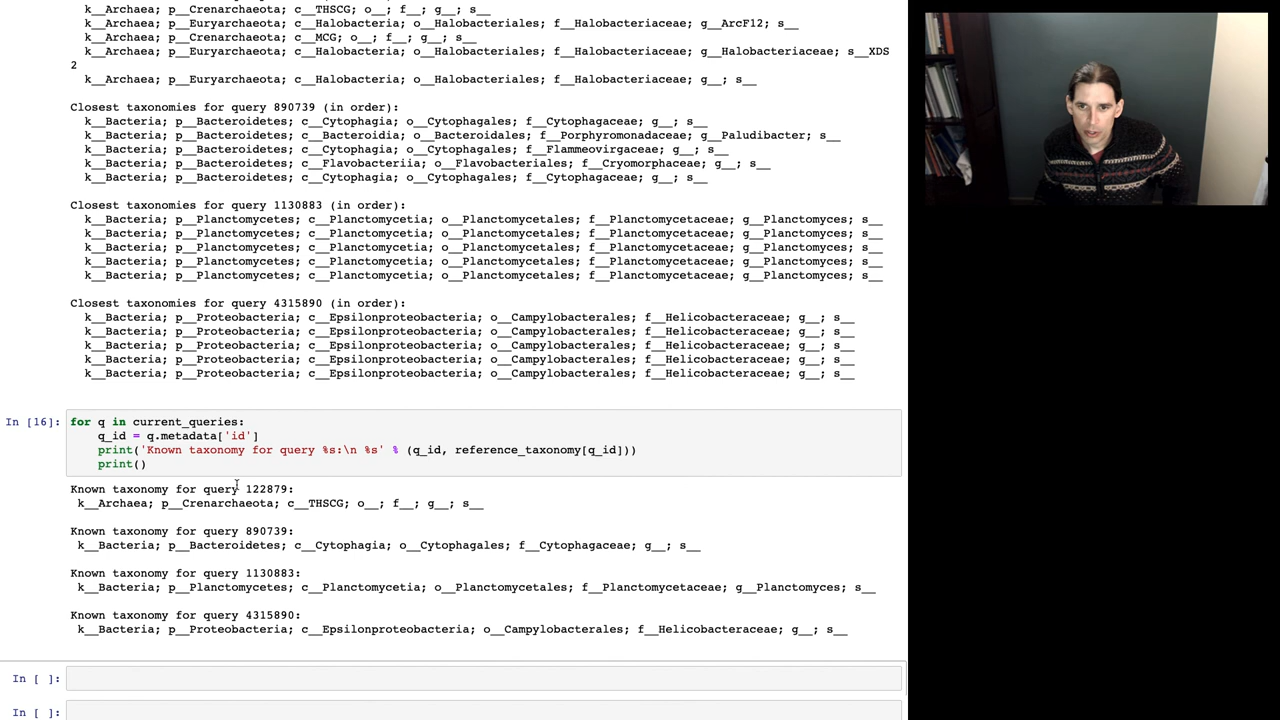 k__Archaea; p__Crenarchaeota; c__THSCG; o__; f__; g__; s__
k__Archaea; p__Euryarchaeota; c__Halobacteria; o__Halobacteriales; f__Halobacteriaceae; g__ArcF12; s__
k__Archaea; p__Crenarchaeota; c__MCG; o__; f__; g__; s__
k__Archaea; p__Euryarchaeota; c__Halobacteria; o__Halobacteriales; f__Halobacteriaceae; g__Halobacteriaceae; s__XDS
2
k__Archaea; p__Euryarchaeota; c__Halobacteria; o__Halobacteriales; f__Halobacteriaceae; g__; s__
Closest taxonomies for query 890739 (in order):
k__Bacteria; p__Bacteroidetes; c__Cytophagia; o__Cytophagales; f__Cytophagaceae; g__; s__
k__Bacteria; p__Bacteroidetes; c__Bacteroidia; o__Bacteroidales; f__Porphyromonadaceae; g__Paludibacter; s__
k__Bacteria; p__Bacteroidetes; c__Cytophagia; o__Cytophagales; f__Flammeovirgaceae; g__; s__
k__Bacteria; p__Bacteroidetes; c__Flavobacteriia; o__Flavobacteriales; f__Cryomorphaceae; g__; s__
k__Bacteria; p__Bacteroidetes; c__Cytophagia; o__Cytophagales; f__Cytophagaceae; g__; s__
Closest taxonomies for query 1130883 (in order):
k__Bacteria; p__Planctomycetes; c__Planctomycetia; o__Planctomycetales; f__Planctomycetaceae; g__Planctomyces; s__
k__Bacteria; p__Planctomycetes; c__Planctomycetia; o__Planctomycetales; f__Planctomycetaceae; g__Planctomyces; s__
k__Bacteria; p__Planctomycetes; c__Planctomycetia; o__Planctomycetales; f__Planctomycetaceae; g__Planctomyces; s__
k__Bacteria; p__Planctomycetes; c__Planctomycetia; o__Planctomycetales; f__Planctomycetaceae; g__Planctomyces; s__
k__Bacteria; p__Planctomycetes; c__Planctomycetia; o__Planctomycetales; f__Planctomycetaceae; g__Planctomyces; s__
Closest taxonomies for query 4315890 (in order):
k__Bacteria; p__Proteobacteria; c__Epsilonproteobacteria; o__Campylobacterales; f__Helicobacteraceae; g__; s__
k__Bacteria; p__Proteobacteria; c__Epsilonproteobacteria; o__Campylobacterales; f__Helicobacteraceae; g__; s__
k__Bacteria; p__Proteobacteria; c__Epsilonproteobacteria; o__Campylobacterales; f__Helicobacteraceae; g__; s__
k__Bacteria; p__Proteobacteria; c__Epsilonproteobacteria; o__Campylobacterales; f__Helicobacteraceae; g__; s__
k__Bacteria; p__Proteobacteria; c__Epsilonproteobacteria; o__Campylobacterales; f__Helicobacteraceae; g__; s__
In [16]: for q in current_queries:
q_id = q.metadata['id']
print('Known taxonomy for query %s:\n %s' % (q_id, reference_taxonomy[q_id]))
print()
Known taxonomy for query 122879:
k__Archaea; p__Crenarchaeota; c__THSCG; o__; f__; g__; s__
Known taxonomy for query 890739:
k__Bacteria; p__Bacteroidetes; c__Cytophagia; o__Cytophagales; f__Cytophagaceae; g__; s__
Known taxonomy for query 1130883:
k__Bacteria; p__Planctomycetes; c__Planctomycetia; o__Planctomycetales; f__Planctomycetaceae; g__Planctomyces; s__
Known taxonomy for query 4315890:
k__Bacteria; p__Proteobacteria; c__Epsilonproteobacteria; o__Campylobacterales; f__Helicobacteraceae; g__; s__
In [ ]:
In [ ]: